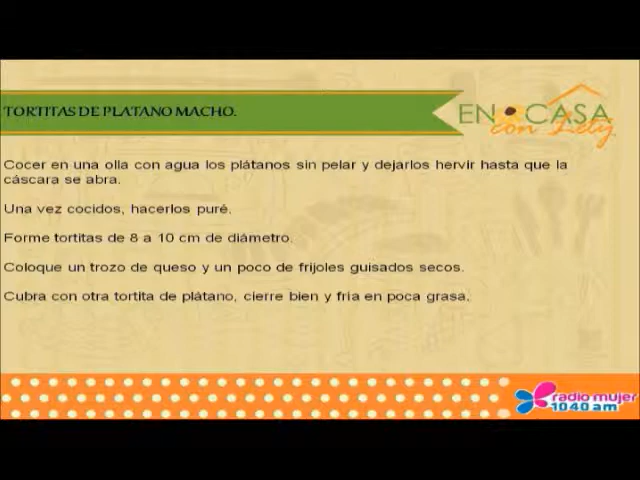 TORTITAS DE PLATANO MACHO.
EN CASA
con Lety
Cocer en una olla con agua los plátanos sin pelar y dejarlos hervir hasta que la
cáscara se abra.
Una vez cocidos, hacerlos puré.
Forme tortitas de 8 a 10 cm de diámetro.
Coloque un trozo de queso y un poco de frijoles guisados secos.
Cubra con otra tortita de plátano, cierre bien y fría en poca grasa.
radio mujer
1040 am